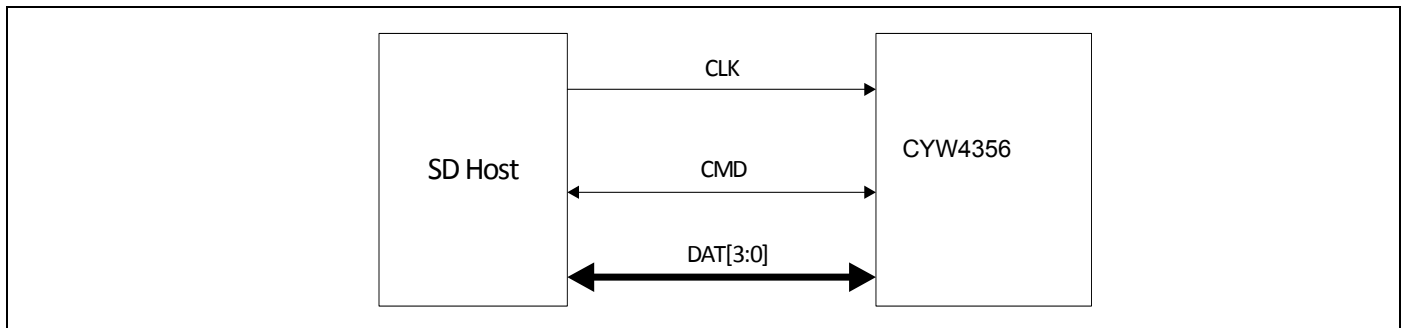 CLK
SD Host
CYW4356
CMD
DAT[3:0]